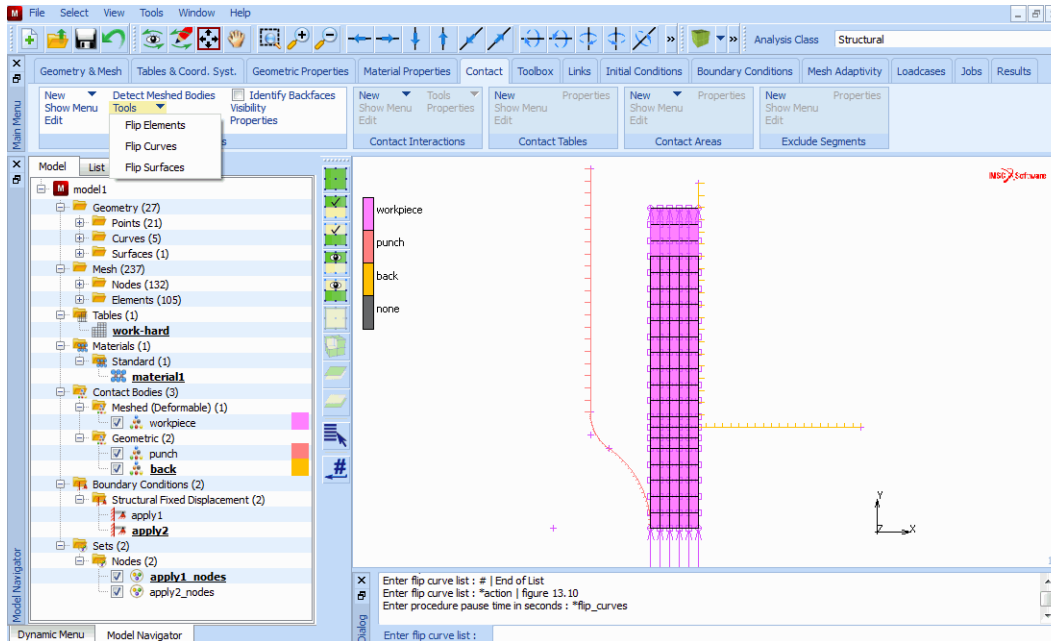 M File Select View Tools Window Help
Analysis Class Structural
Geometry & Mesh Tables & Coord. Syst. Geometric Properties Material Properties Contact Toolbox Links Initial Conditions Boundary Conditions Mesh Adaptivity Loadcases Jobs Results
Main Menu
New Detect Meshed Bodies Identify Backfaces
Show Menu Tools Visibility
Edit Properties
Flip Elements
Flip Curves
Flip Surfaces
New Tools
Show Menu Properties
Edit
Contact Interactions
New Properties
Show Menu
Edit
Contact Tables
New Properties
Show Menu
Edit
Contact Areas
New Properties
Show Menu
Edit
Exclude Segments
Model List
M model1
Geometry (27)
Points (21)
Curves (5)
Surfaces (1)
Mesh (237)
Nodes (132)
Elements (105)
Tables (1)
work-hard
Materials (1)
Standard (1)
material1
Contact Bodies (3)
Meshed (Deformable) (1)
workpiece
Geometric (2)
punch
back
Boundary Conditions (2)
Structural Fixed Displacement (2)
apply1
apply2
Sets (2)
Nodes (2)
apply1_nodes
apply2_nodes
Model Navigator
Dynamic Menu Model Navigator
#
workpiece
punch
back
none
MSC Software
Y
Z X
1
Dialog
Enter flip curve list : # | End of List
Enter flip curve list : *action | figure 13.10
Enter procedure pause time in seconds : *flip_curves
Enter flip curve list :